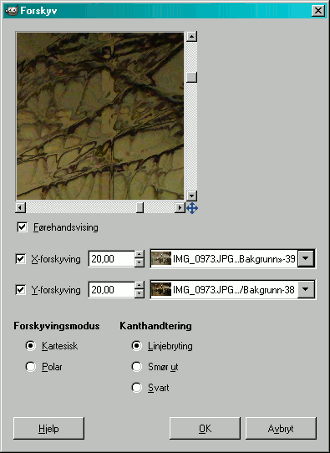 Forskyv
Førehandsvising
X-forskyving 20,00 IMG_0973.JPG...Bakgrunns-39
Y-forskyving 20,00 IMG_0973.JPG.../Bakgrunn-38
Forskyvingsmodus Kanthandtering
Kartesisk Linjebryting
Polar Smør ut
Svart
Hjelp OK Avbryt